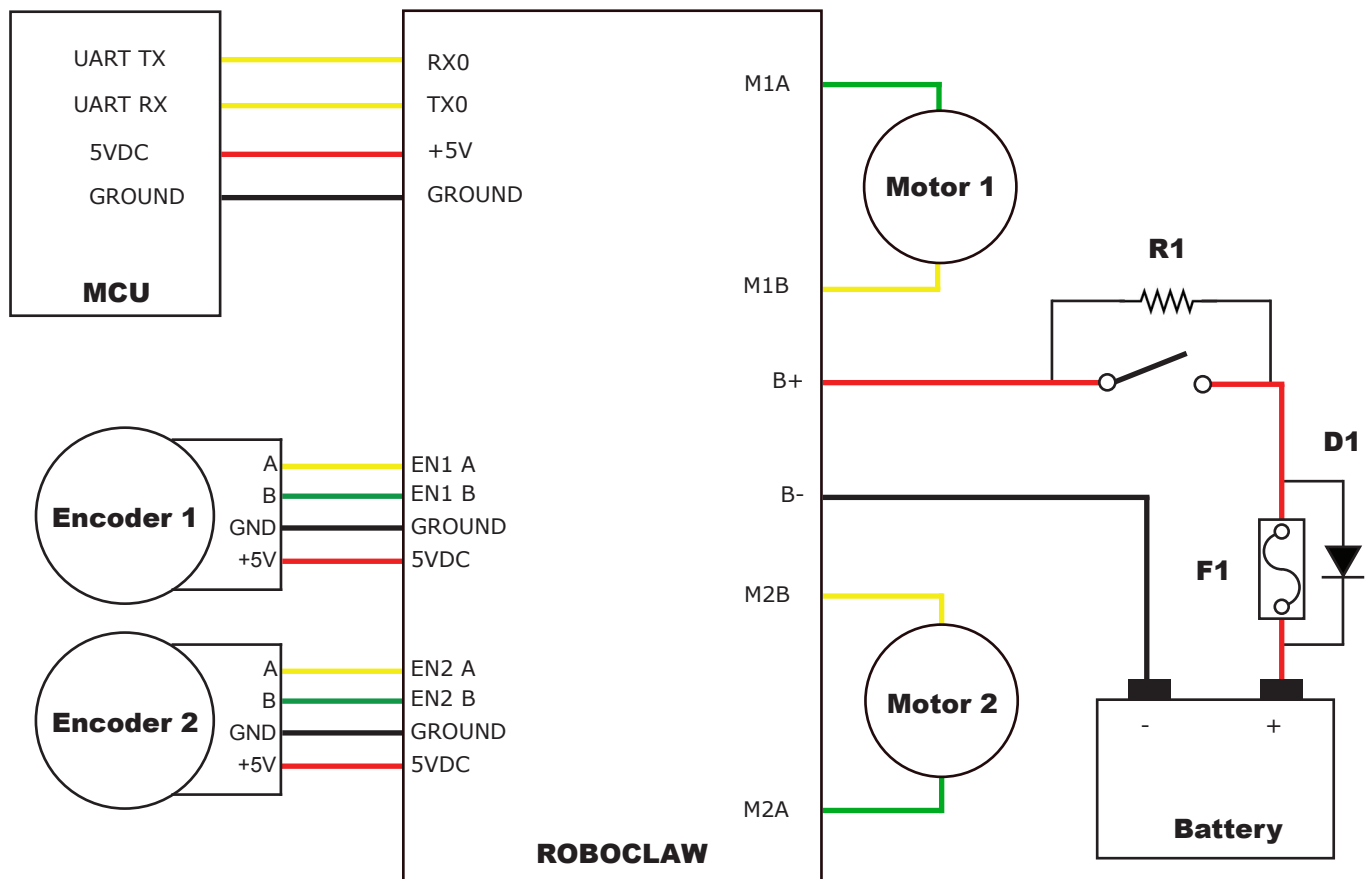 UART TX
UART RX
5VDC
GROUND
MCU
RX0
TX0
+5V
GROUND
M1A
Motor 1
M1B
R1
B+
D1
B-
F1
A
B
GND
+5V
Encoder 1
EN1 A
EN1 B
GROUND
5VDC
A
B
GND
+5V
Encoder 2
EN2 A
EN2 B
GROUND
5VDC
M2B
Motor 2
M2A
- +
Battery
ROBOCLAW